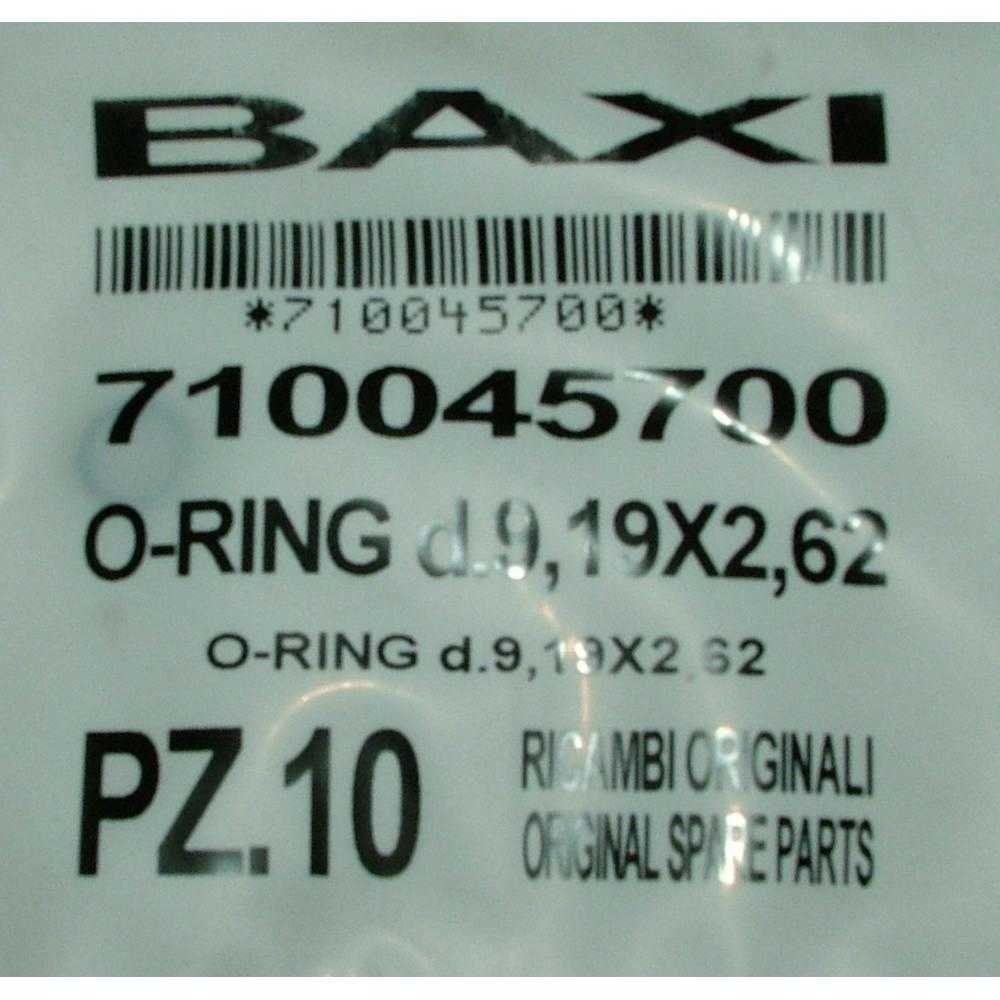 BAXI
*710045700*
710045700
O-RING d.9,19X2,62
O-RING d.9,19X2,62
PZ.10
RICAMBI ORIGINALI
ORIGINAL SPARE PARTS